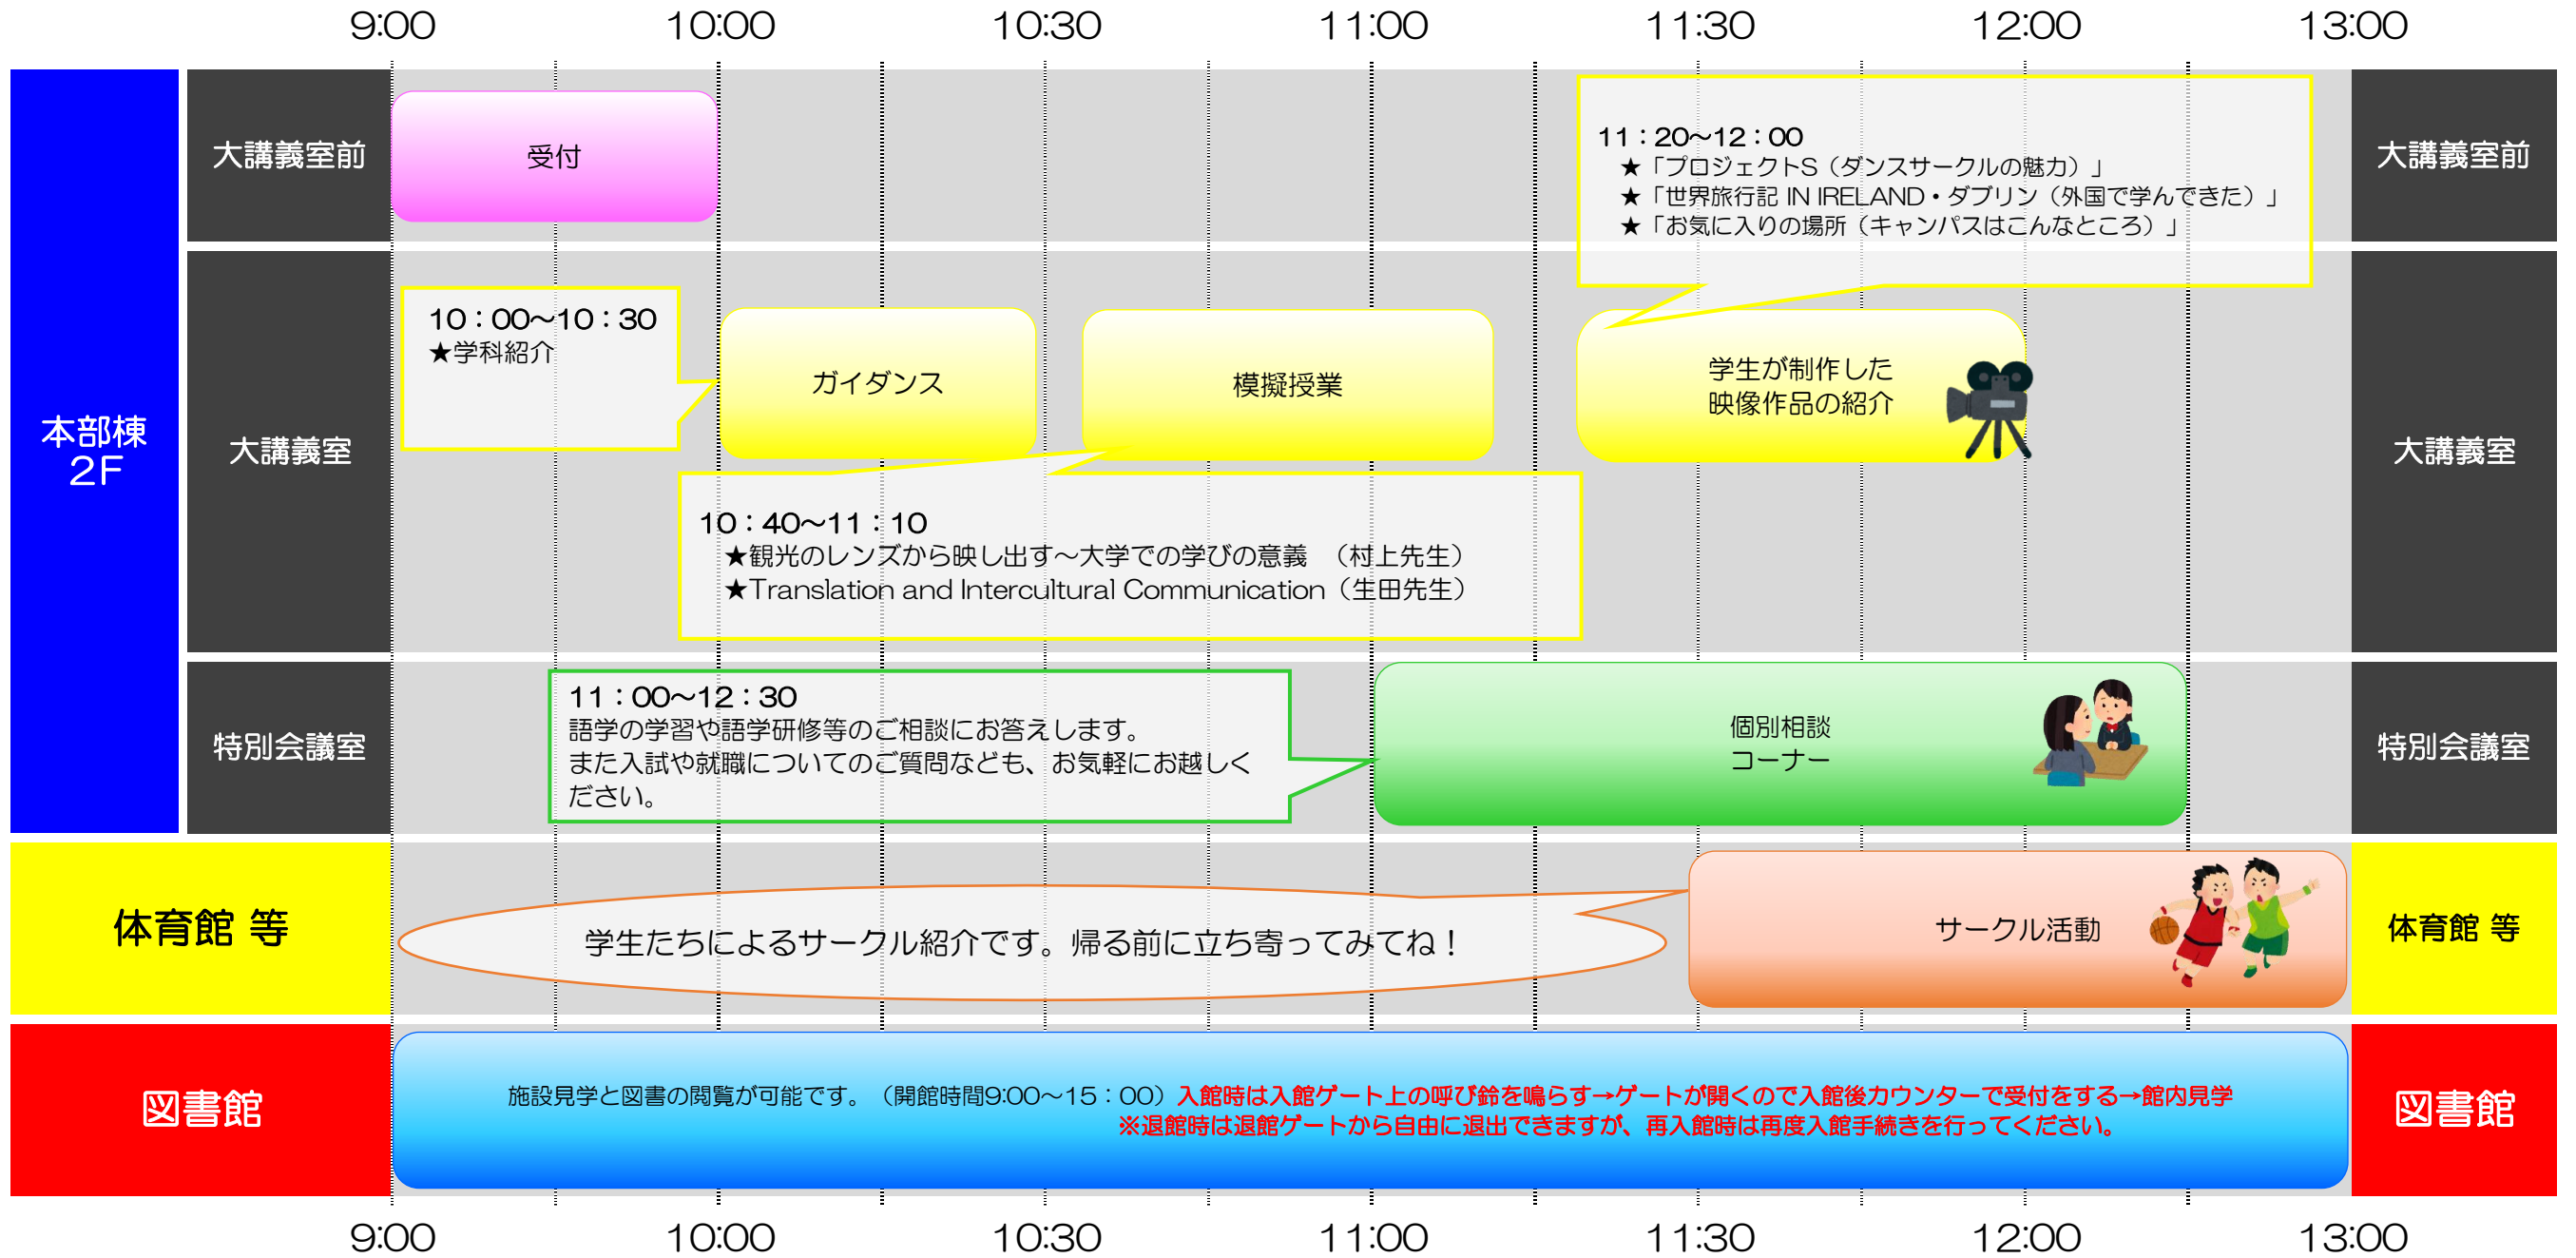 9:00 10:00 10:30 11:00 11:30 12:00 13:00
本部棟
2F
大講義室前
受付
11：20～12：00
★「プロジェクトS（ダンスサークルの魅力）」
★「世界旅行記 IN IRELAND・ダブリン（外国で学んできた）」
★「お気に入りの場所（キャンパスはこんなところ）」
大講義室前
大講義室
10：00～10：30
★学科紹介
ガイダンス
模擬授業
学生が制作した
映像作品の紹介
大講義室
10：40～11：10
★観光のレンズから映し出す～大学での学びの意義 （村上先生）
★Translation and Intercultural Communication（生田先生）
特別会議室
11：00～12：30
語学の学習や語学研修等のご相談にお答えします。
また入試や就職についてのご質問なども、お気軽にお越しく
ださい。
個別相談
コーナー
特別会議室
体育館 等
学生たちによるサークル紹介です。帰る前に立ち寄ってみてね！
サークル活動
体育館 等
図書館
施設見学と図書の閲覧が可能です。（開館時間9:00～15：00）入館時は入館ゲート上の呼び鈴を鳴らす→ゲートが開くので入館後カウンターで受付をする→館内見学
※退館時は退館ゲートから自由に退出できますが、再入館時は再度入館手続きを行ってください。
図書館
9:00 10:00 10:30 11:00 11:30 12:00 13:00